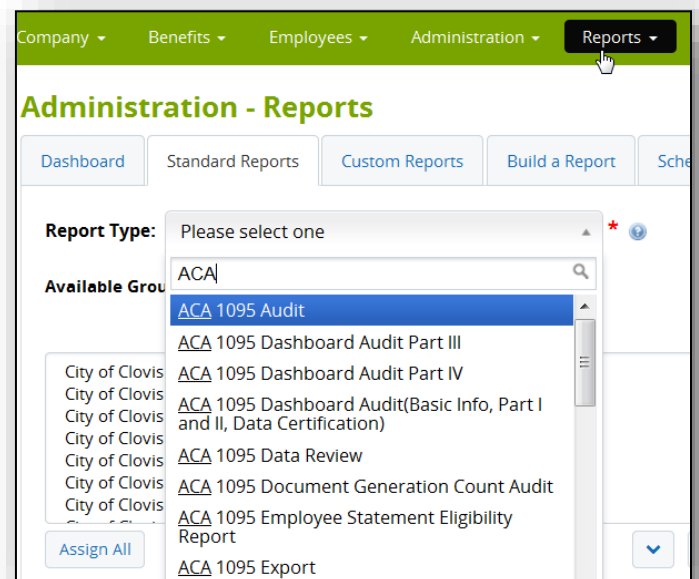 Company Benefits Employees Administration Reports
Administration - Reports
Dashboard Standard Reports Custom Reports Build a Report Sche
Report Type: Please select one *
ACA
Available Grou
ACA 1095 Audit
ACA 1095 Dashboard Audit Part III
ACA 1095 Dashboard Audit Part IV
ACA 1095 Dashboard Audit(Basic Info, Part I
and II, Data Certification)
ACA 1095 Data Review
ACA 1095 Document Generation Count Audit
ACA 1095 Employee Statement Eligibility
Report
ACA 1095 Export
City of Clovis
City of Clovis
City of Clovis
City of Clovis
City of Clovis
City of Clovis
City of Clovis
Assign All